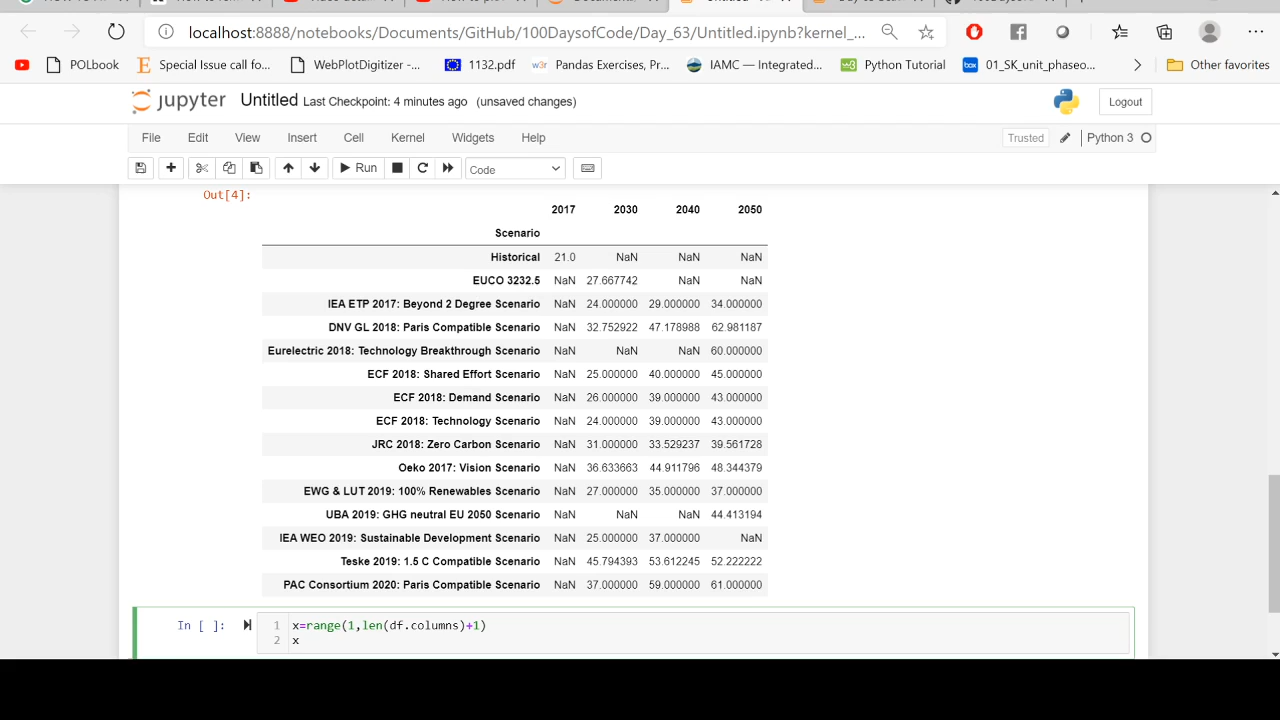 localhost:8888/notebooks/Documents/GitHub/100DaysofCode/Day_63/Untitled.ipynb?kernel_...
POLbook Special Issue call fo... WebPlotDigitizer -... 1132.pdf w3r Pandas Exercises, Pr... IAMC — Integrated... Python Tutorial box 01_SK_unit_phaseo... Other favorites
jupyter Untitled Last Checkpoint: 4 minutes ago (unsaved changes) Logout
File Edit View Insert Cell Kernel Widgets Help Trusted Python 3
Run Code
Out[4]:
2017 2030 2040 2050
Scenario
Historical 21.0 NaN NaN NaN
EUCO 3232.5 NaN 27.667742 NaN NaN
IEA ETP 2017: Beyond 2 Degree Scenario NaN 24.000000 29.000000 34.000000
DNV GL 2018: Paris Compatible Scenario NaN 32.752922 47.178988 62.981187
Eurelectric 2018: Technology Breakthrough Scenario NaN NaN NaN 60.000000
ECF 2018: Shared Effort Scenario NaN 25.000000 40.000000 45.000000
ECF 2018: Demand Scenario NaN 26.000000 39.000000 43.000000
ECF 2018: Technology Scenario NaN 24.000000 39.000000 43.000000
JRC 2018: Zero Carbon Scenario NaN 31.000000 33.529237 39.561728
Oeko 2017: Vision Scenario NaN 36.633663 44.911796 48.344379
EWG & LUT 2019: 100% Renewables Scenario NaN 27.000000 35.000000 37.000000
UBA 2019: GHG neutral EU 2050 Scenario NaN NaN NaN 44.413194
IEA WEO 2019: Sustainable Development Scenario NaN 25.000000 37.000000 NaN
Teske 2019: 1.5 C Compatible Scenario NaN 45.794393 53.612245 52.222222
PAC Consortium 2020: Paris Compatible Scenario NaN 37.000000 59.000000 61.000000
In [ ]: 1 x=range(1,len(df.columns)+1)
2 x